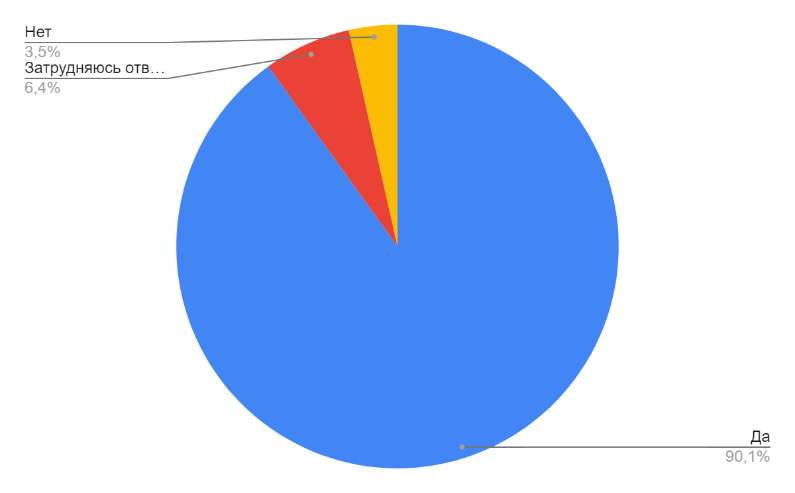 Нет
3,5%
Затрудняюсь отв…
6,4%
Да
90,1%